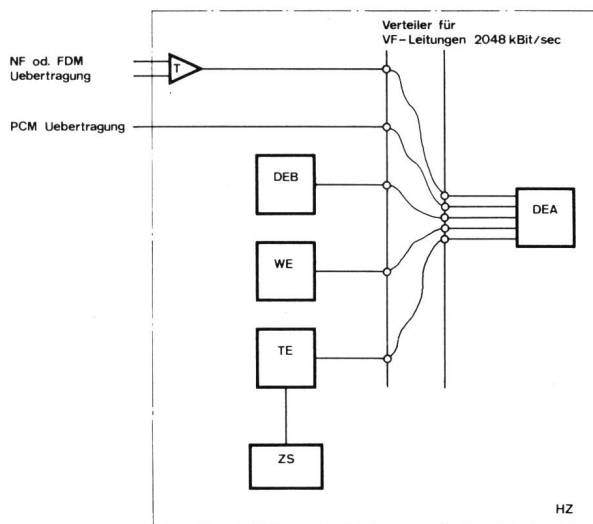 Verteiler für
VF-Leitungen 2048 kBit/sec
NF od. FDM
Uebertragung
T
PCM Uebertragung
DEB
DEA
WE
TE
ZS
HZ